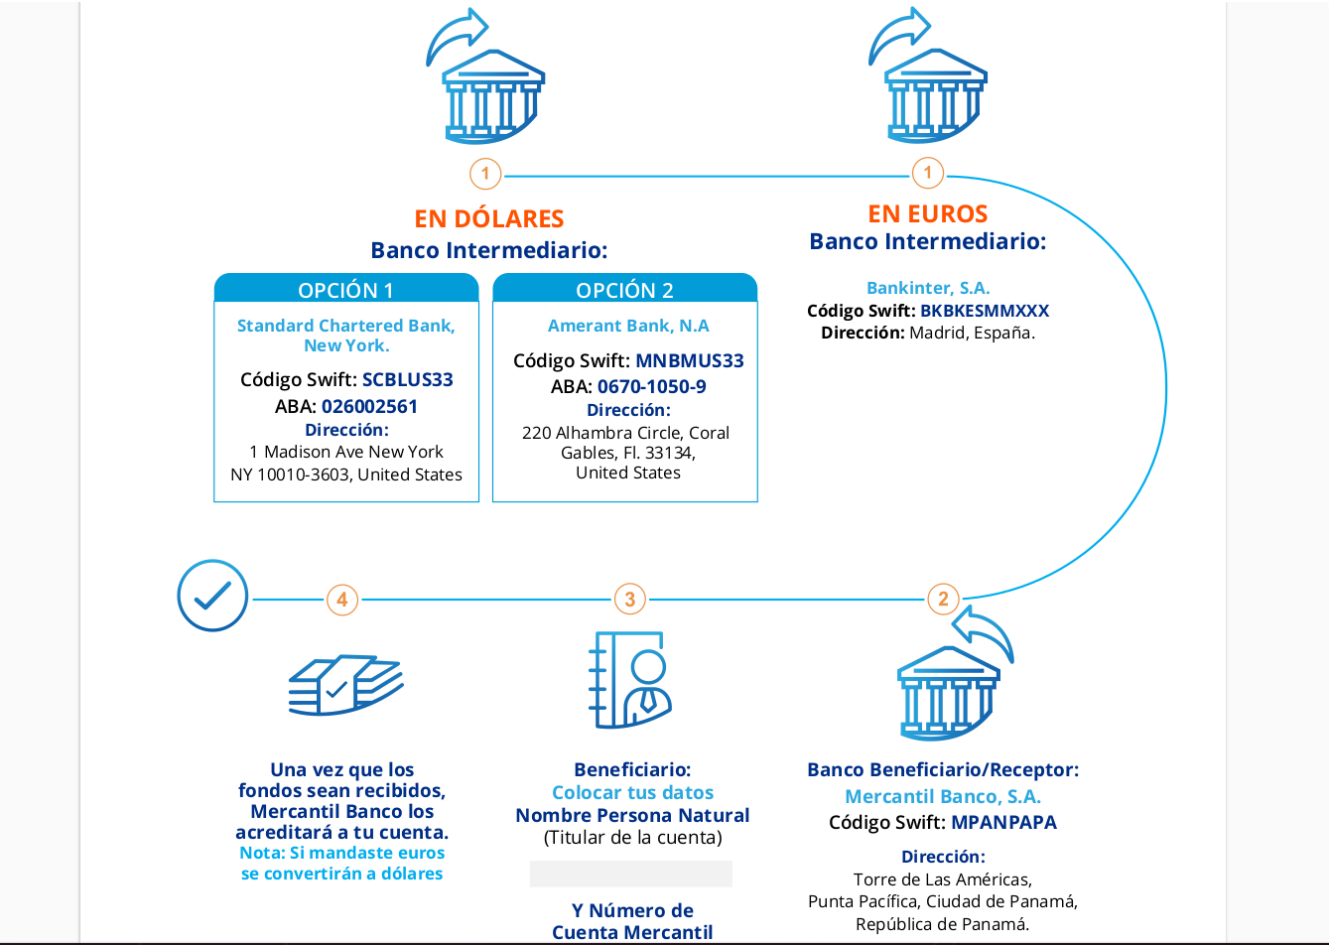 1
EN DÓLARES
Banco Intermediario:
OPCIÓN 1
Standard Chartered Bank,
New York.
Código Swift: SCBLUS33
ABA: 026002561
Dirección:
1 Madison Ave New York
NY 10010-3603, United States
OPCIÓN 2
Amerant Bank, N.A
Código Swift: MNBMUS33
ABA: 0670-1050-9
Dirección:
220 Alhambra Circle, Coral
Gables, Fl. 33134,
United States
1
EN EUROS
Banco Intermediario:
Bankinter, S.A.
Código Swift: BKBKESMMXXX
Dirección: Madrid, España.
4
Una vez que los
fondos sean recibidos,
Mercantil Banco los
acreditará a tu cuenta.
Nota: Si mandaste euros
se convertirán a dólares
3
Beneficiario:
Colocar tus datos
Nombre Persona Natural
(Titular de la cuenta)
Y Número de
Cuenta Mercantil
2
Banco Beneficiario/Receptor:
Mercantil Banco, S.A.
Código Swift: MPANPAPA
Dirección:
Torre de Las Américas,
Punta Pacífica, Ciudad de Panamá,
República de Panamá.